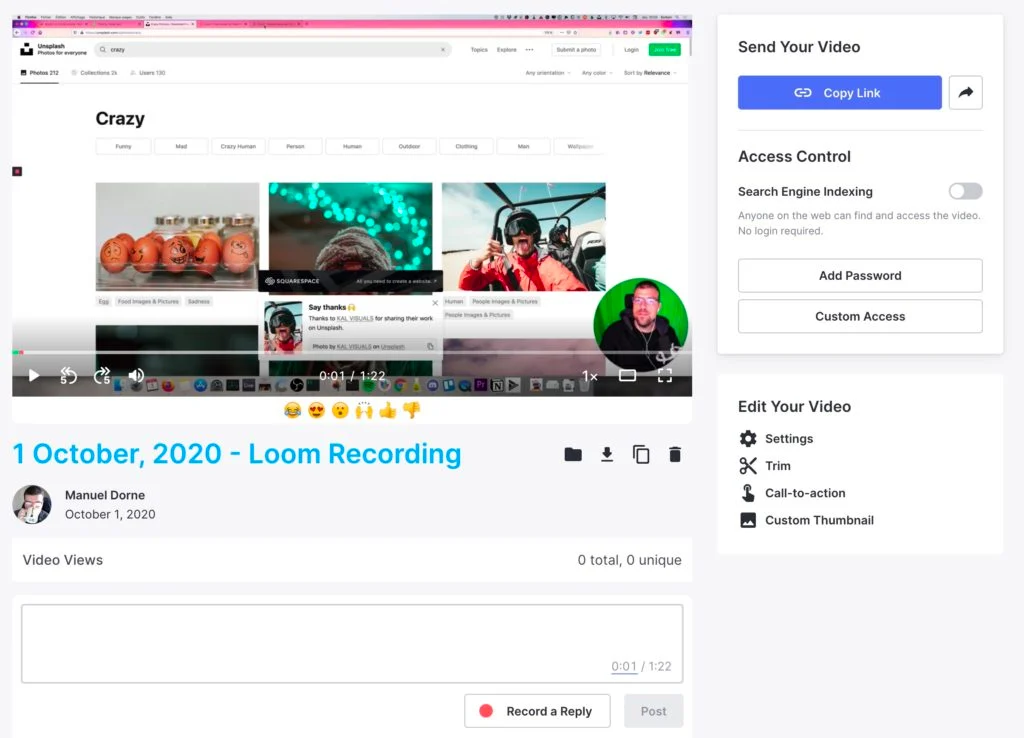 Unsplash
Photos for everyone
crazy
Topics
Explore
Submit a photo
Login
Photos 212
Collections 2k
Users 130
Any orientation
Any color
Sort by Relevance
Crazy
Funny
Mad
Crazy Human
Person
Human
Outdoor
Clothing
Man
Wallpaper
SQUARESPACE
All you need to create a website.
Egg
Food Images & Pictures
Sadness
Say thanks 🙌
Thanks to KAL VISUALS for sharing their work
on Unsplash.
Photo by KAL VISUALS on Unsplash
Human
People Images & Pictures
People Images & Pictures
5
5
0:01 / 1:22
1×
1 October, 2020 - Loom Recording
Manuel Dorne
October 1, 2020
Video Views
0 total, 0 unique
0:01 / 1:22
Record a Reply
Post
Send Your Video
Copy Link
Access Control
Search Engine Indexing
Anyone on the web can find and access the video.
No login required.
Add Password
Custom Access
Edit Your Video
Settings
Trim
Call-to-action
Custom Thumbnail